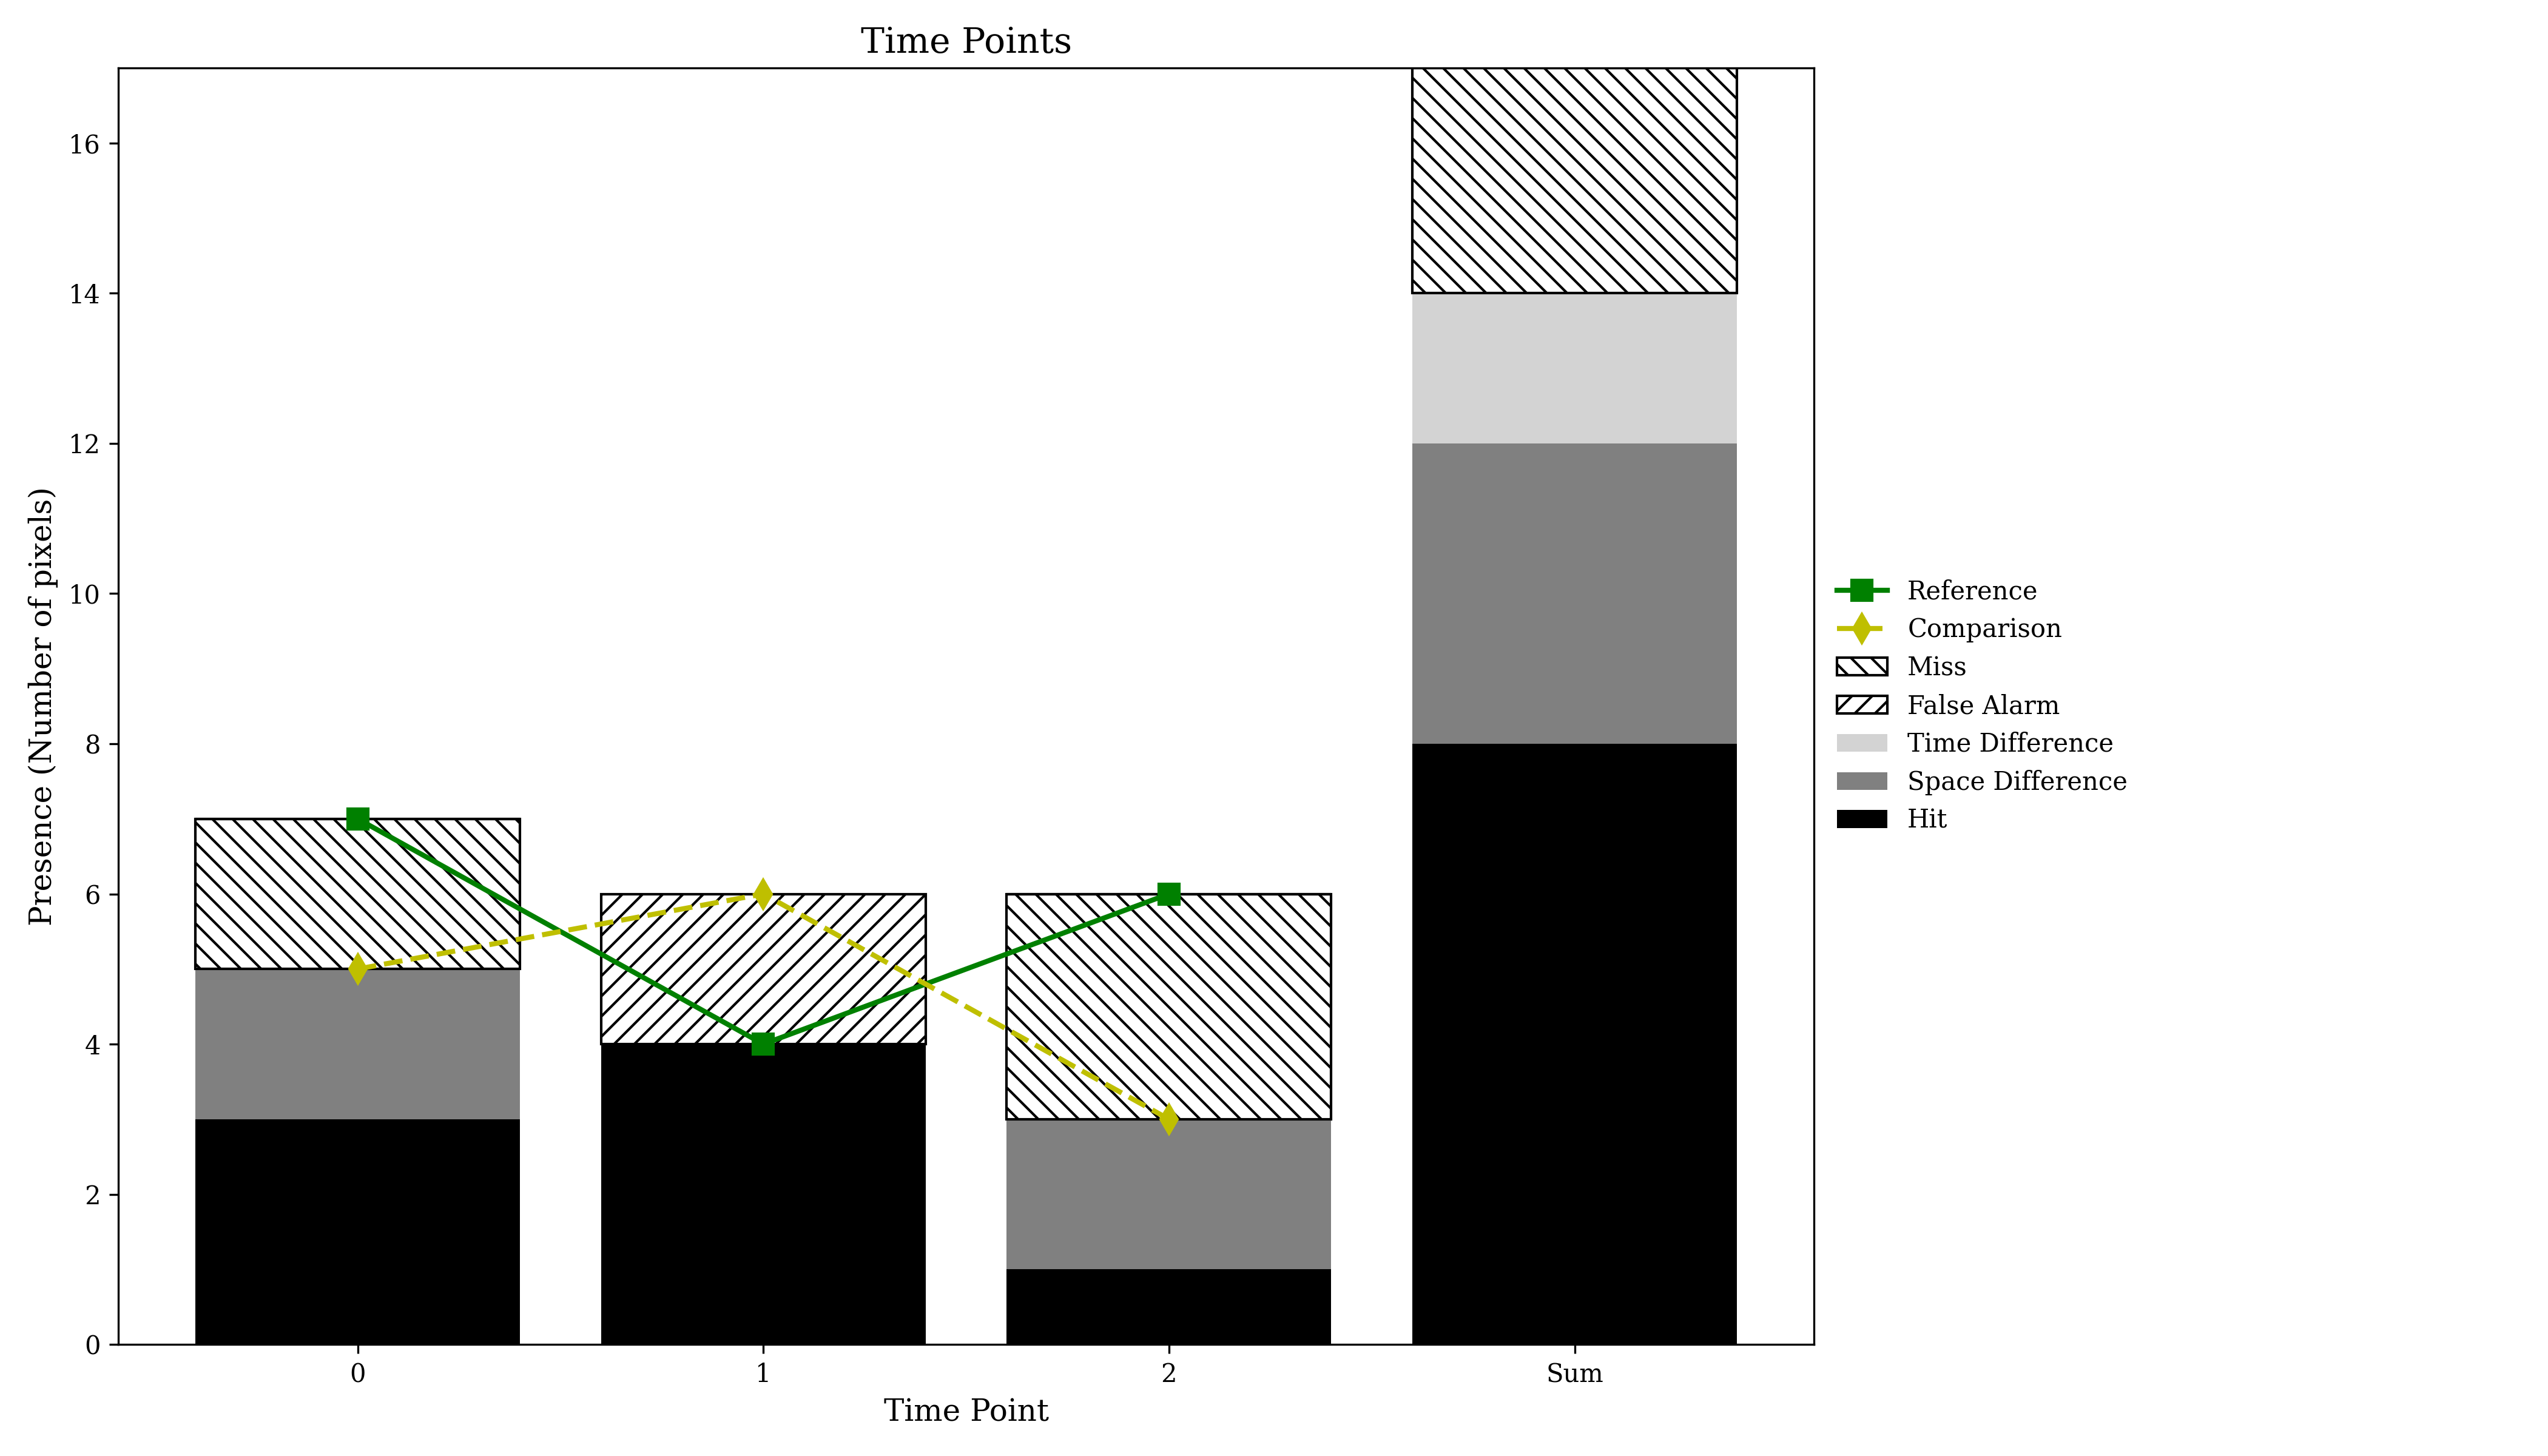 Time Points
Presence (Number of pixels)
16
14
12
10
8
6
4
2
0
0 1 2 Sum
Time Point
Reference
Comparison
Miss
False Alarm
Time Difference
Space Difference
Hit